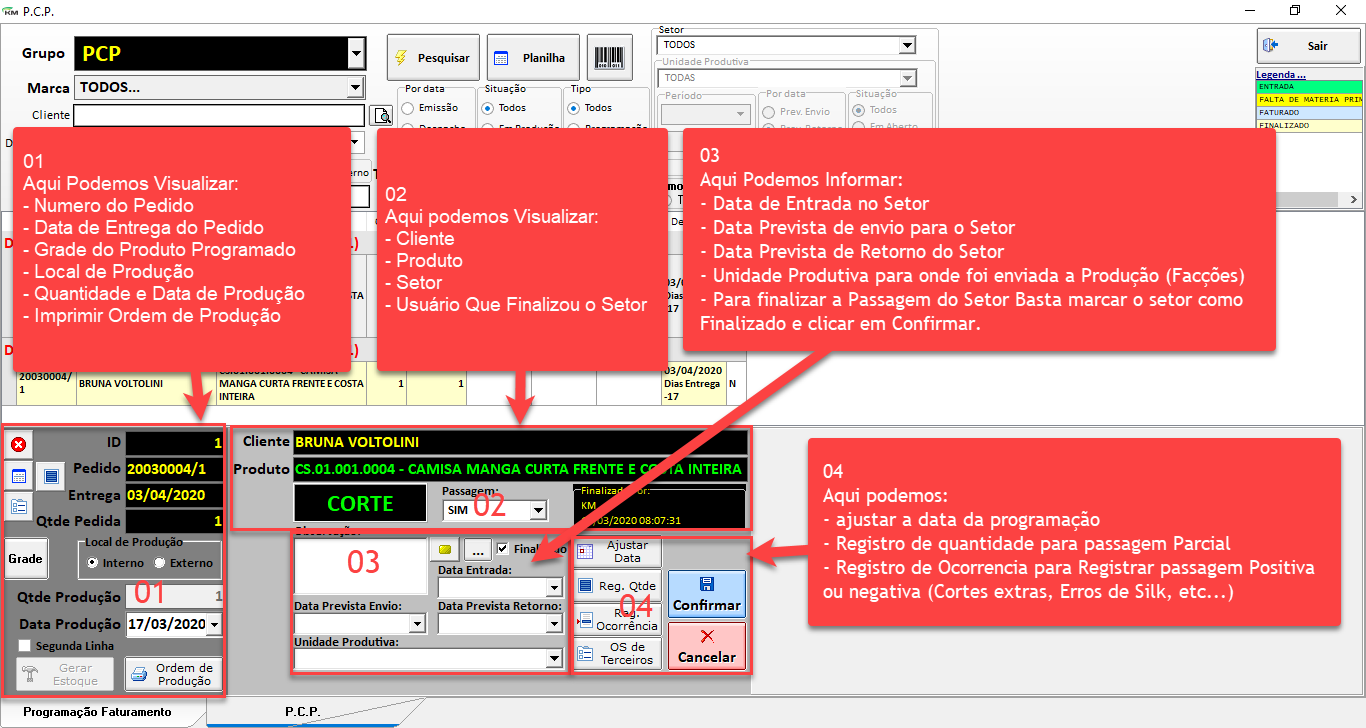 KM P.C.P.
Grupo PCP
Marca TODOS...
Cliente
Pesquisar
Planilha
Por data
Emissão
Situação
Todos
Tipo
Todos
Setor
TODOS
Unidade Produtiva
TODAS
Período
Por data
Prev. Envio
Situação
Todos
Em Aberto
Sair
Legenda ...
ENTRADA
FALTA DE MATERIA PRIM
FATURADO
FINALIZADO
01
Aqui Podemos Visualizar:
- Numero do Pedido
- Data de Entrega do Pedido
- Grade do Produto Programado
- Local de Produção
- Quantidade e Data de Produção
- Imprimir Ordem de Produção
02
Aqui podemos Visualizar:
- Cliente
- Produto
- Setor
- Usuário Que Finalizou o Setor
03
Aqui Podemos Informar:
- Data de Entrada no Setor
- Data Prevista de envio para o Setor
- Data Prevista de Retorno do Setor
- Unidade Produtiva para onde foi enviada a Produção (Facções)
- Para finalizar a Passagem do Setor Basta marcar o setor como
Finalizado e clicar em Confirmar.
20030004/
1
BRUNA VOLTOLINI
MANGA CURTA FRENTE E COSTA
INTEIRA
1
1
03/04/2020
Dias Entrega
-17
N
ID 1
Pedido 20030004/1
Entrega 03/04/2020
Qtde Pedida 1
Grade
Local de Produção
Interno Externo
Qtde Produção 1
01
Data Produção 17/03/2020
Segunda Linha
Gerar
Estoque
Ordem de
Produção
Cliente BRUNA VOLTOLINI
Produto CS.01.001.0004 - CAMISA MANGA CURTA FRENTE E COSTA INTEIRA
CORTE
Passagem:
SIM
02
Finalizado Por:
KM
/03/2020 08:07:31
03
...
Finalizado
Data Entrada:
Data Prevista Envio:
Data Prevista Retorno:
Unidade Produtiva:
Ajustar
Data
Reg. Qtde
04
Reg.
Ocorrência
OS de
Terceiros
Confirmar
Cancelar
04
Aqui podemos:
- ajustar a data da programação
- Registro de quantidade para passagem Parcial
- Registro de Ocorrencia para Registrar passagem Positiva
ou negativa (Cortes extras, Erros de Silk, etc...)
Programação Faturamento
P.C.P.